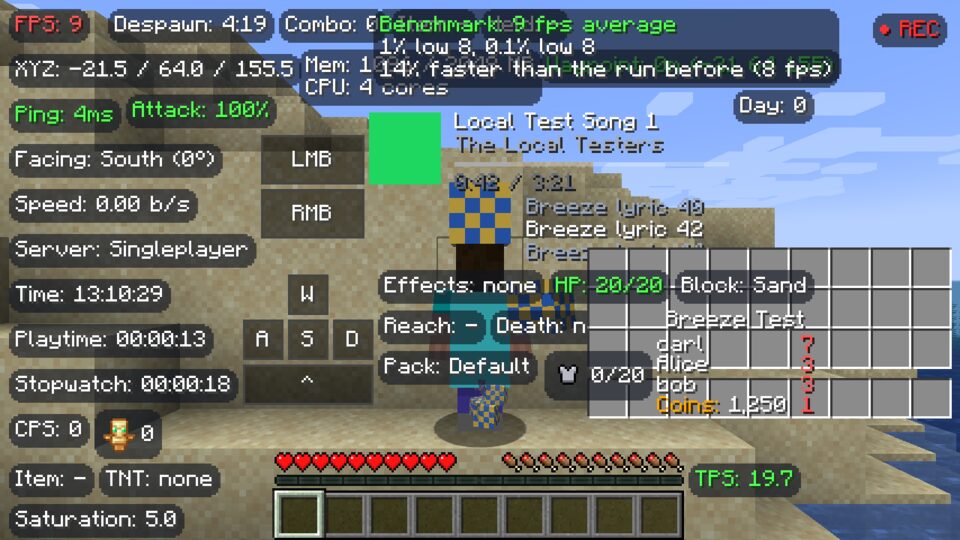 FPS: 9
Despawn: 4:19
Combo: 0
Benchmark: 9 fps average
1% low 8, 0.1% low 8
14% faster than the run before (8 fps)
REC
XYZ: -21.5 / 64.0 / 155.5
Mem: 1
CPU: 4 cores
Ping: 4ms
Attack: 100%
Day: 0
Facing: South (0°)
LMB
Local Test Song 1
The Local Testers
0:42 / 3:21
Speed: 0.00 b/s
RMB
Breeze lyric 40
Breeze lyric 42
Server: Singleplayer
Time: 13:10:29
W
Effects: none
HP: 20/20
Block: Sand
Playtime: 00:00:13
A
S
D
Reach: -
Death: n
Breeze Test
darl 7
Alice 3
bob 3
Coins: 1,250 1
Stopwatch: 00:00:18
^
Pack: Default
0/20
CPS: 0
0
Item: -
TNT: none
TPS: 19.7
Saturation: 5.0